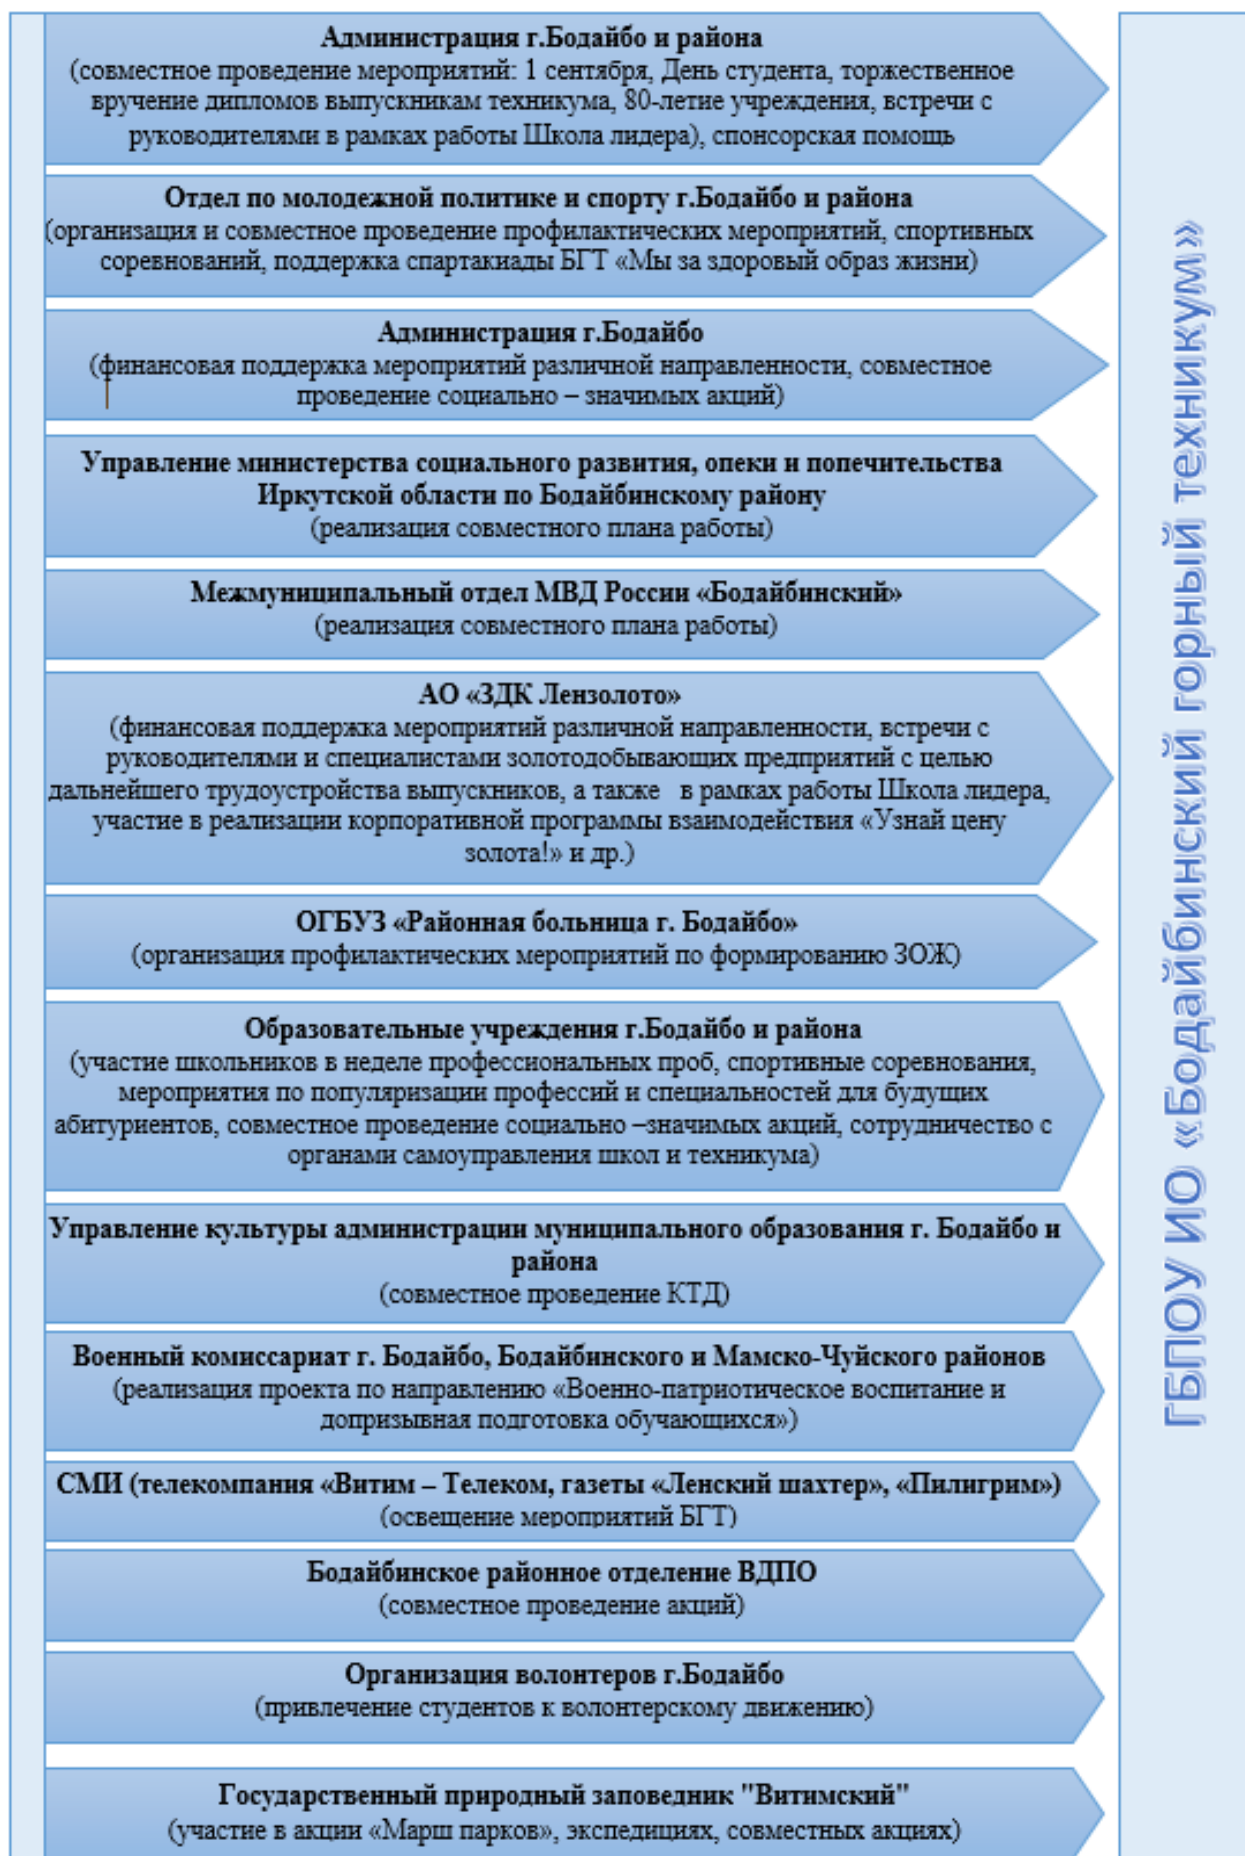 Администрация г.Бодайбо и района
(совместное проведение мероприятий: 1 сентября, День студента, торжественное
вручение дипломов выпускникам техникума, 80-летие учреждения, встречи с
руководителями в рамках работы Школа лидера), спонсорская помощь
Отдел по молодежной политике и спорту г.Бодайбо и района
(организация и совместное проведение профилактических мероприятий, спортивных
соревнований, поддержка спартакиады БГТ «Мы за здоровый образ жизни)
Администрация г.Бодайбо
(финансовая поддержка мероприятий различной направленности, совместное
проведение социально – значимых акций)
Управление министерства социального развития, опеки и попечительства
Иркутской области по Бодайбинскому району
(реализация совместного плана работы)
Межмуниципальный отдел МВД России «Бодайбинский»
(реализация совместного плана работы)
АО «ЗДК Лензолото»
(финансовая поддержка мероприятий различной направленности, встречи с
руководителями и специалистами золотодобывающих предприятий с целью
дальнейшего трудоустройства выпускников, а также   в рамках работы Школа лидера,
участие в реализации корпоративной программы взаимодействия «Узнай цену
золота!» и др.)
ОГБУЗ «Районная больница г. Бодайбо»
(организация профилактических мероприятий по формированию ЗОЖ)
Образовательные учреждения г.Бодайбо и района
(участие школьников в неделе профессиональных проб, спортивные соревнования,
мероприятия по популяризации профессий и специальностей для будущих
абитуриентов, совместное проведение социально –значимых акций, сотрудничество с
органами самоуправления школ и техникума)
Управление культуры администрации муниципального образования г. Бодайбо и
района
(совместное проведение КТД)
Военный комиссариат г. Бодайбо, Бодайбинского и Мамско-Чуйского районов
(реализация проекта по направлению «Военно-патриотическое воспитание и
допризывная подготовка обучающихся»)
СМИ (телекомпания «Витим – Телеком, газеты «Ленский шахтер», «Пилигрим»)
(освещение мероприятий БГТ)
Бодайбинское районное отделение ВДПО
(совместное проведение акций)
Организация волонтеров г.Бодайбо
(привлечение студентов к волонтерскому движению)
Государственный природный заповедник "Витимский"
(участие в акции «Марш парков», экспедициях, совместных акциях)
ГБПОУ ИО «Бодайбинский горный техникум»